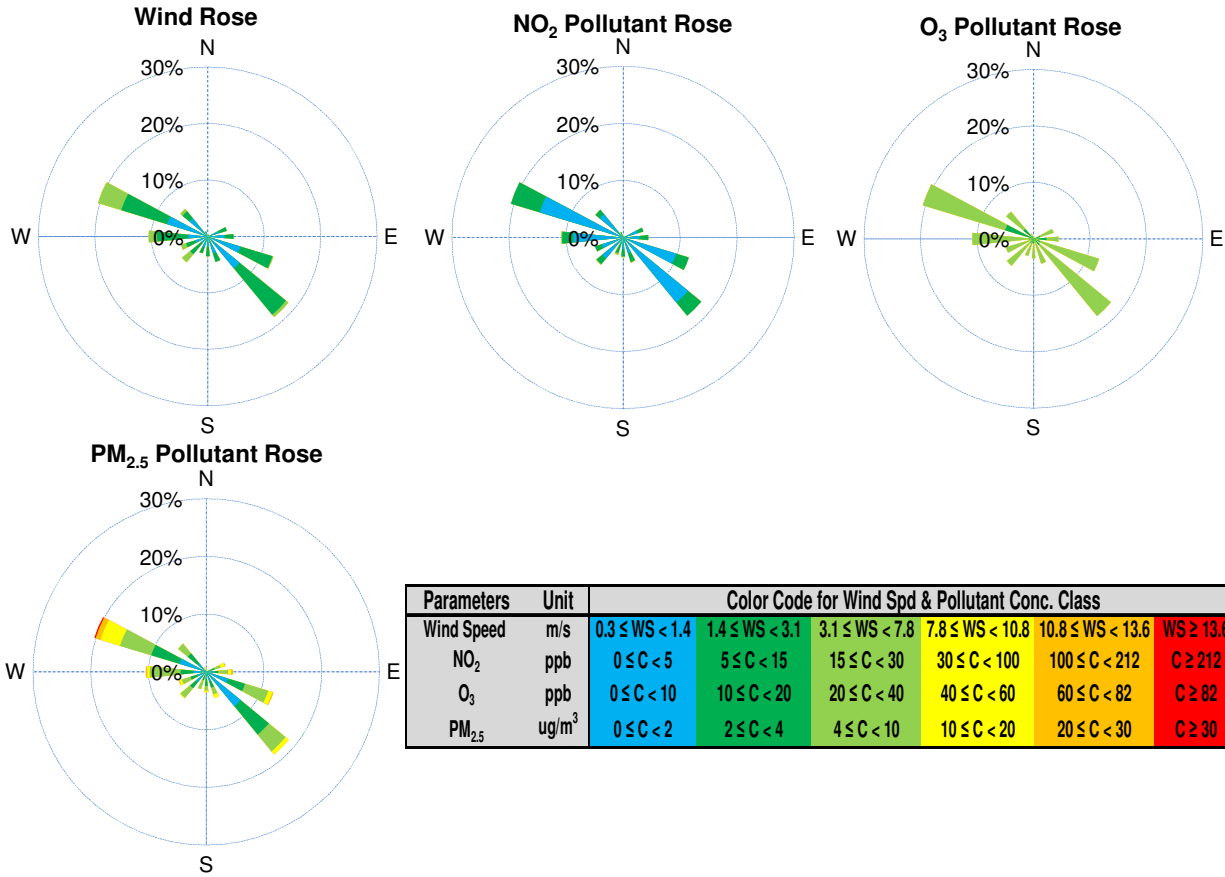 Wind Rose
N
30%
20%
10%
0%
W
E
S
NO2 Pollutant Rose
N
30%
20%
10%
0%
W
E
S
O3 Pollutant Rose
N
30%
20%
10%
0%
W
E
S
PM2.5 Pollutant Rose
N
30%
20%
10%
0%
W
E
S
Parameters Unit Color Code for Wind Spd & Pollutant Conc. Class
Wind Speed m/s 0.3 ≤ WS < 1.4 1.4 ≤ WS < 3.1 3.1 ≤ WS < 7.8 7.8 ≤ WS < 10.8 10.8 ≤ WS < 13.6 WS ≥ 13.6
NO2 ppb 0 ≤ C < 5 5 ≤ C < 15 15 ≤ C < 30 30 ≤ C < 100 100 ≤ C < 212 C ≥ 212
O3 ppb 0 ≤ C < 10 10 ≤ C < 20 20 ≤ C < 40 40 ≤ C < 60 60 ≤ C < 82 C ≥ 82
PM2.5 ug/m3 0 ≤ C < 2 2 ≤ C < 4 4 ≤ C < 10 10 ≤ C < 20 20 ≤ C < 30 C ≥ 30